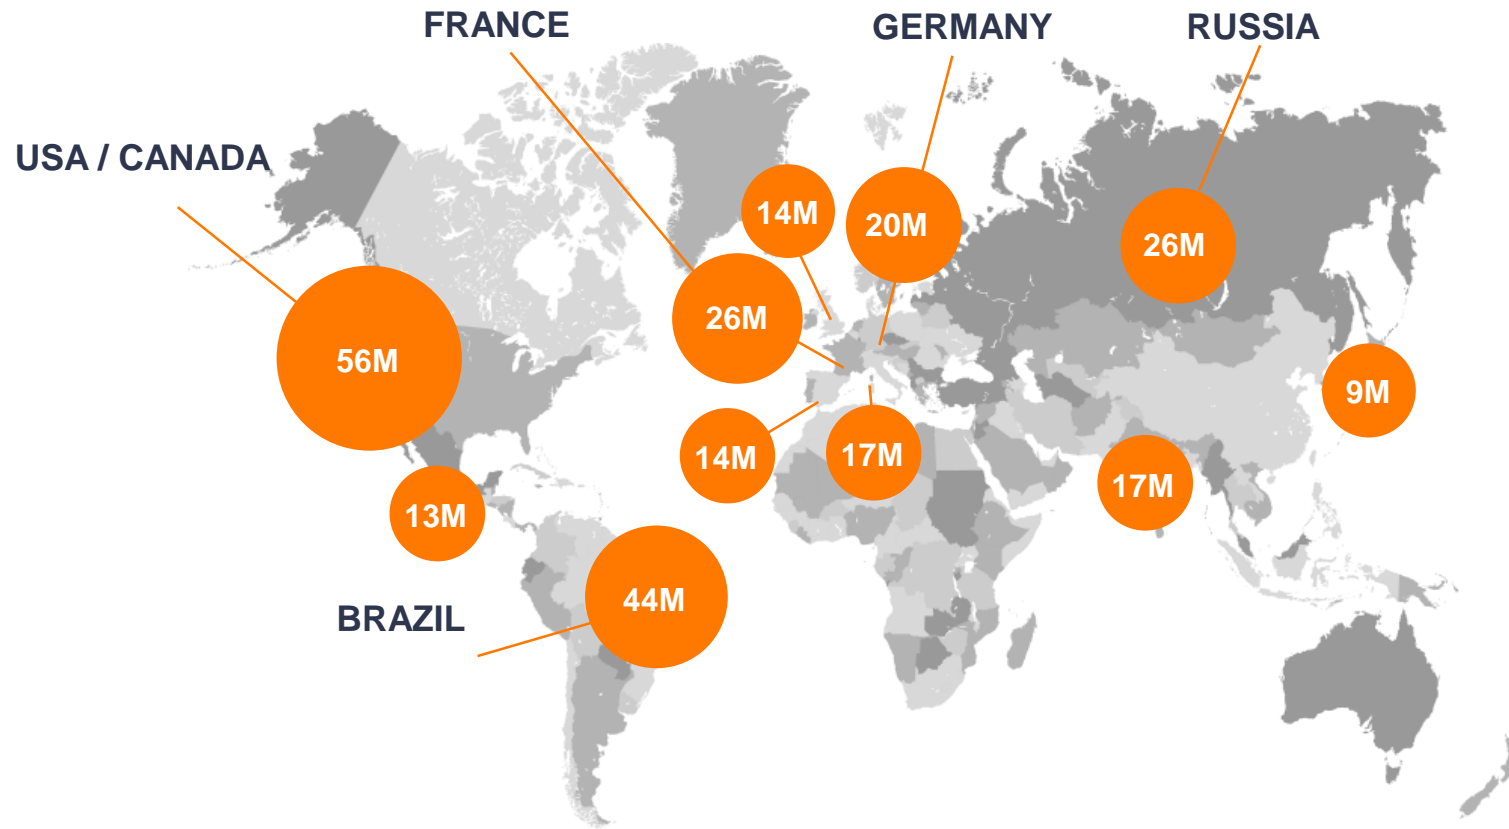 FRANCE
GERMANY
RUSSIA
USA / CANADA
14M
20M
26M
26M
56M
9M
14M
17M
17M
13M
44M
BRAZIL